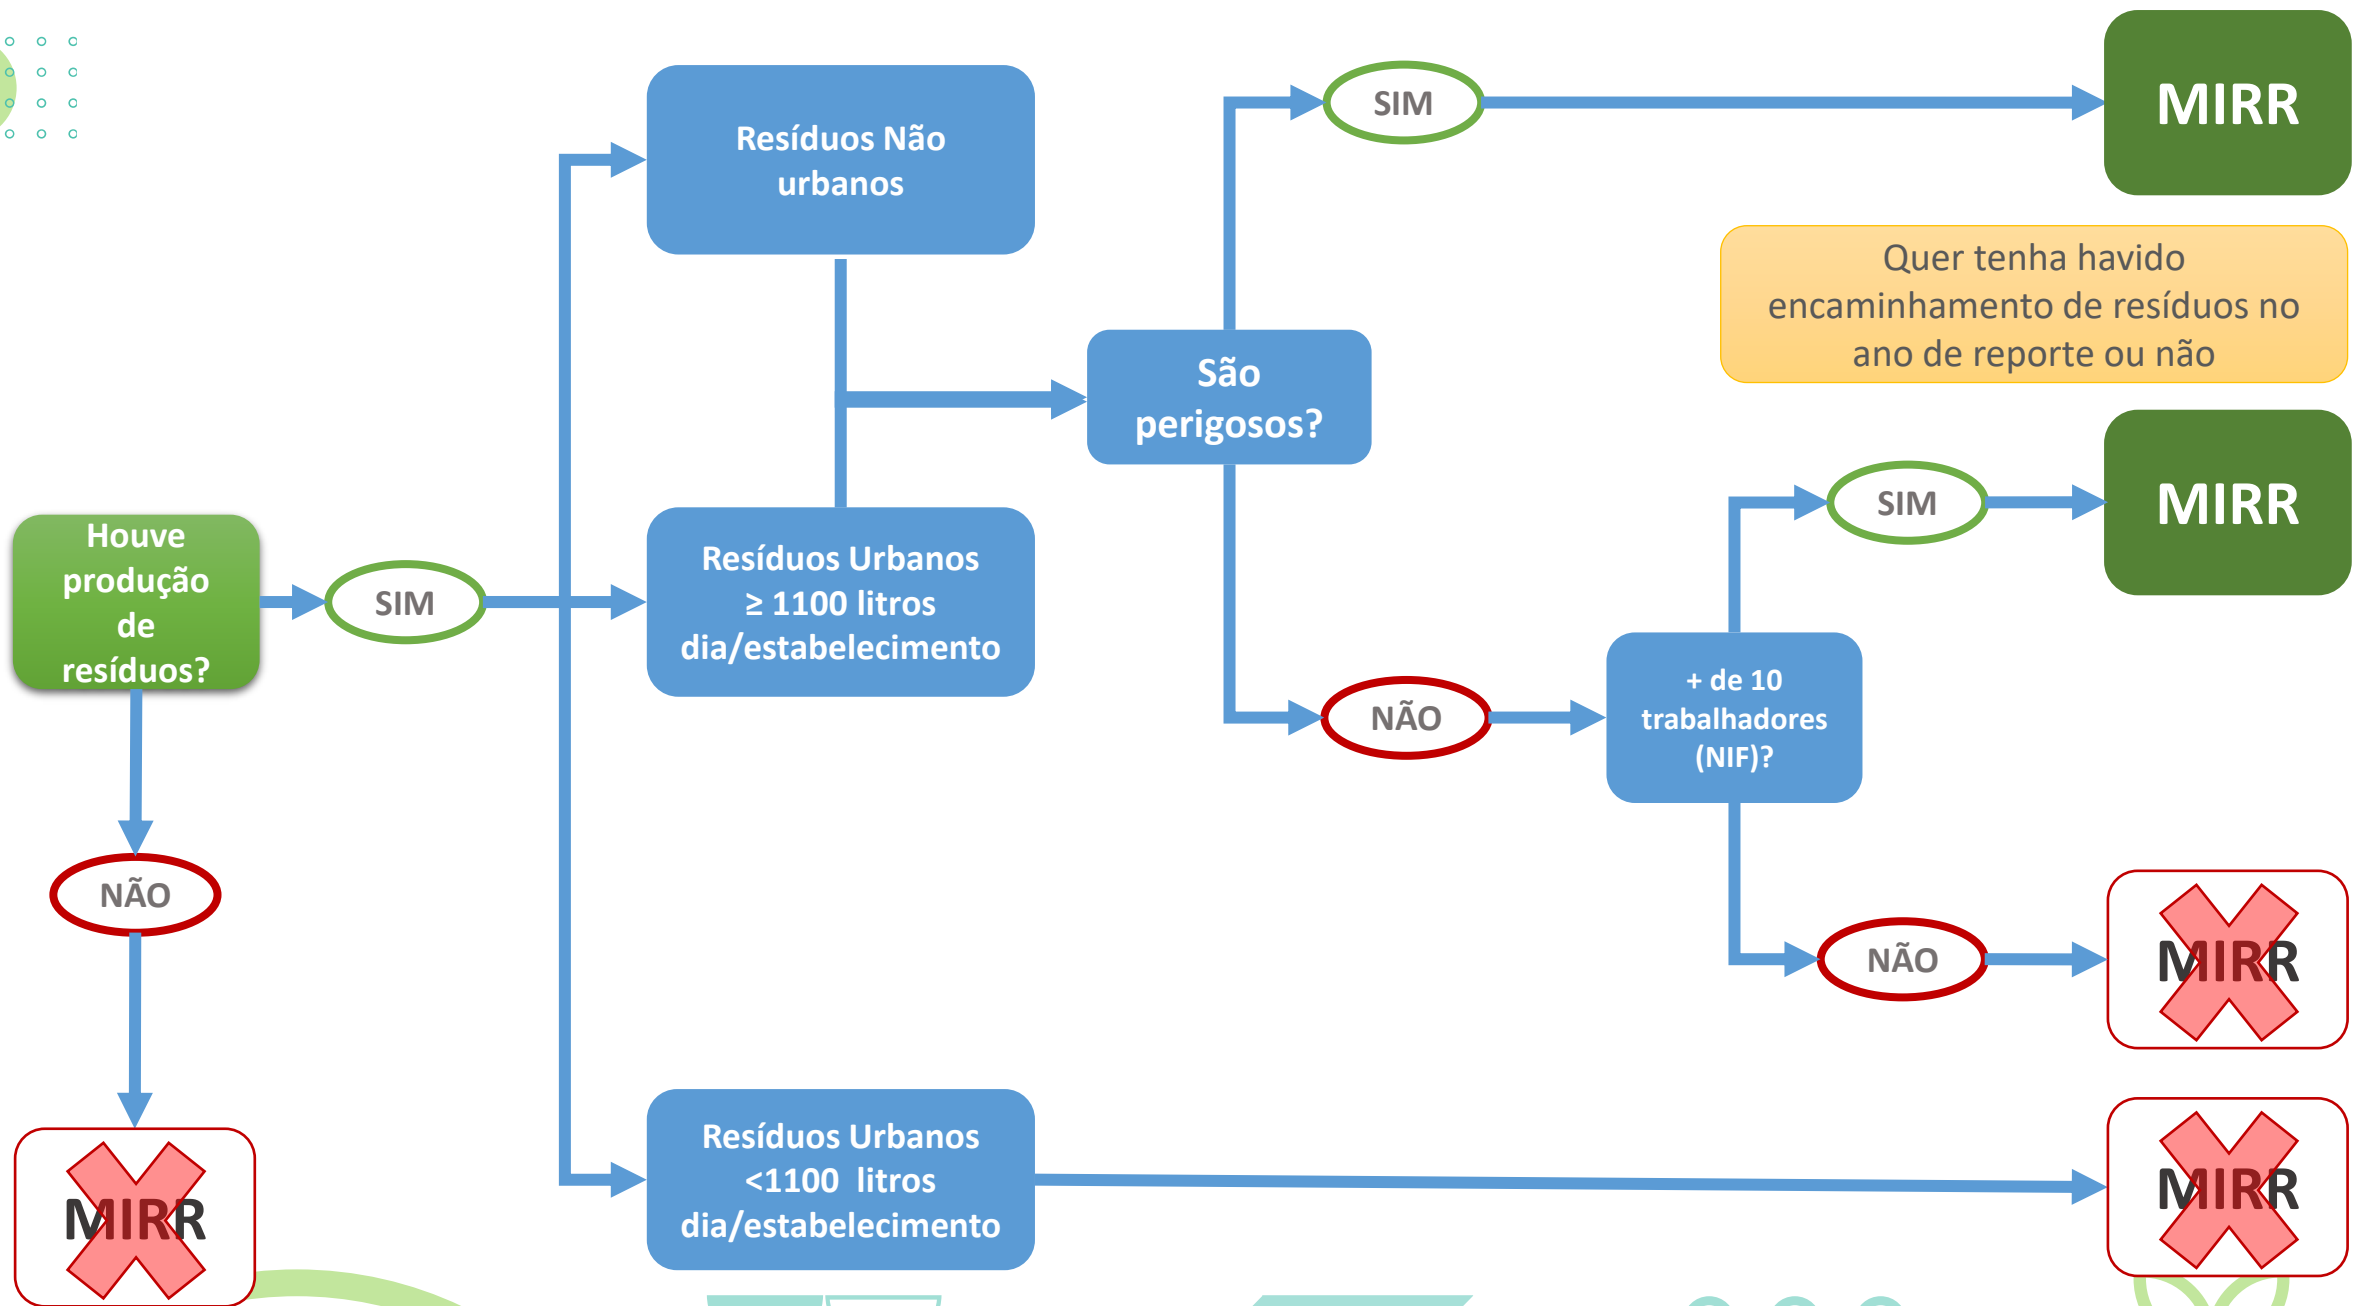 Houve
produção
de
resíduos?
SIM
NÃO
MIRR
Resíduos Não
urbanos
Resíduos Urbanos
≥ 1100 litros
dia/estabelecimento
Resíduos Urbanos
<1100  litros
dia/estabelecimento
São
perigosos?
SIM
MIRR
Quer tenha havido
encaminhamento de resíduos no
ano de reporte ou não
NÃO
+ de 10
trabalhadores
(NIF)?
SIM
MIRR
NÃO
MIRR
MIRR